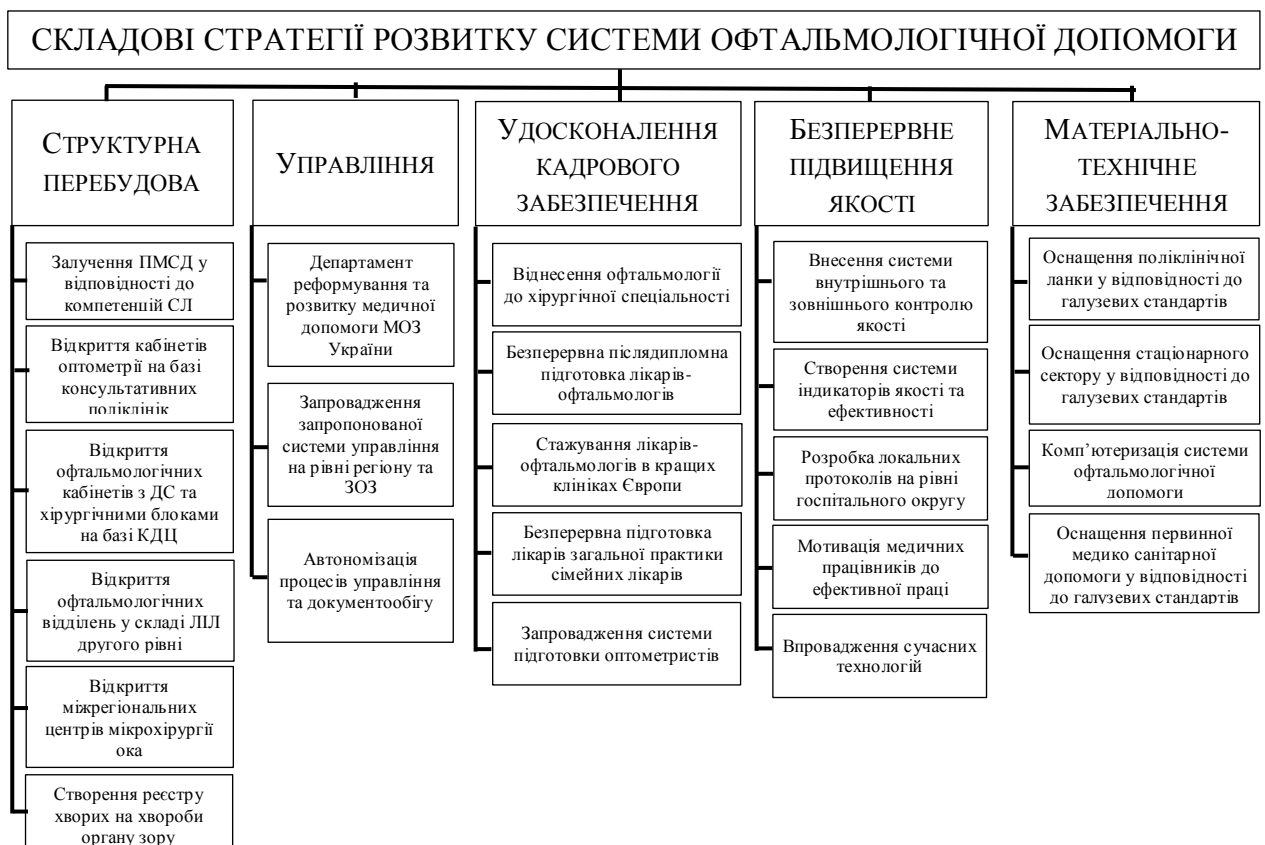 СКЛАДОВІ СТРАТЕГІЇ РОЗВИТКУ СИСТЕМИ ОФТАЛЬМОЛОГІЧНОЇ ДОПОМОГИ
СТРУКТУРНА
ПЕРЕБУДОВА
Залучення ПМСД у
відповідності до
компетенцій СЛ
Відкриття кабінетів
оптометрії на базі
консультативних
поліклінік
Відкриття
офтальмологічних
кабінетів з ДС та
хірургічними блоками
на базі КДЦ
Відкриття
офтальмологічних
відділень у складі ЛІЛ
другого рівні
Відкриття
міжрегіональних
центрів мікрохірургії
ока
Створення реєстру
хворих на хвороби
органу зору
УПРАВЛІННЯ
Департамент
реформування та
розвитку медичної
допомоги МОЗ
України
Запровадження
запропонованої
системи управління
на рівні регіону та
ЗОЗ
Автономізація
процесів управління
та документообігу
УДОСКОНАЛЕННЯ
КАДРОВОГО
ЗАБЕЗПЕЧЕННЯ
Віднесення офтальмології
до хірургічної спеціальності
Безперервна післядипломна
підготовка лікарів-
офтальмологів
Стажування лікарів-
офтальмологів в кращих
клініках Європи
Безперервна підготовка
лікарів загальної практики
сімейних лікарів
Запровадження системи
підготовки оптометристів
БЕЗПЕРЕРВНЕ
ПІДВИЩЕННЯ
ЯКОСТІ
Внесення системи
внутрішнього та
зовнішнього контролю
якості
Створення системи
індикаторів якості та
ефективності
Розробка локальних
протоколів на рівні
госпітального округу
Мотивація медичних
працівників до
ефективної праці
Впровадження сучасних
технологій
МАТЕРІАЛЬНО-
ТЕХНІЧНЕ
ЗАБЕЗПЕЧЕННЯ
Оснащення поліклінічної
ланки у відповідності до
галузевих стандартів
Оснащення стаціонарного
сектору у відповідності до
галузевих стандартів
Комп’ютеризація системи
офтальмологічної
допомоги
Оснащення первинної
медико санітарної
допомоги у відповідності
до галузевих стандартів